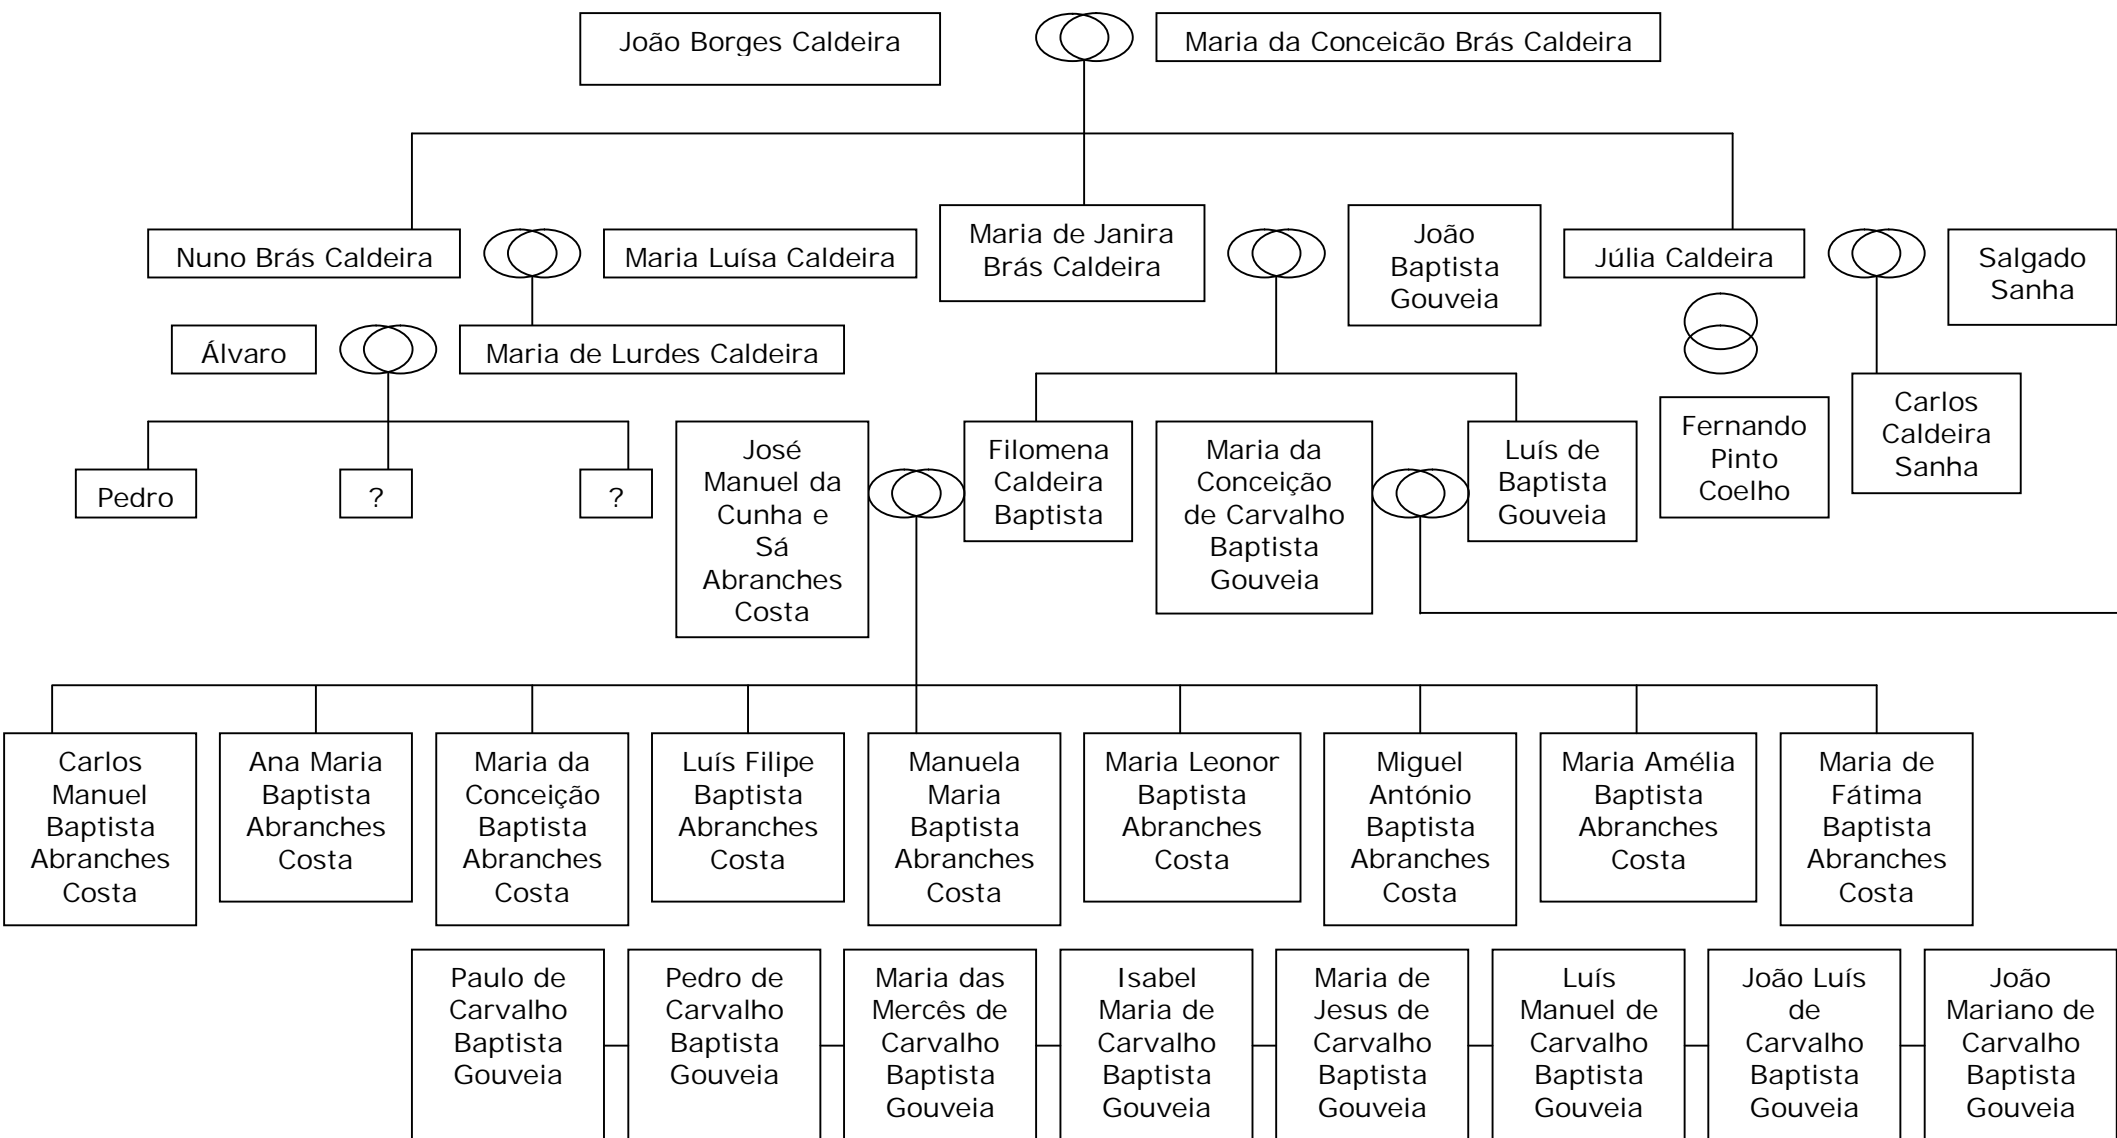 João Borges Caldeira
Maria da Conceicão Brás Caldeira
Nuno Brás Caldeira
Maria Luísa Caldeira
Maria de Janira
Brás Caldeira
João
Baptista
Gouveia
Júlia Caldeira
Salgado
Sanha
Álvaro
Maria de Lurdes Caldeira
Pedro
?
?
José
Manuel da
Cunha e
Sá
Abranches
Costa
Filomena
Caldeira
Baptista
Maria da
Conceição
de Carvalho
Baptista
Gouveia
Luís de
Baptista
Gouveia
Fernando
Pinto
Coelho
Carlos
Caldeira
Sanha
Carlos
Manuel
Baptista
Abranches
Costa
Ana Maria
Baptista
Abranches
Costa
Maria da
Conceição
Baptista
Abranches
Costa
Luís Filipe
Baptista
Abranches
Costa
Manuela
Maria
Baptista
Abranches
Costa
Maria Leonor
Baptista
Abranches
Costa
Miguel
António
Baptista
Abranches
Costa
Maria Amélia
Baptista
Abranches
Costa
Maria de
Fátima
Baptista
Abranches
Costa
Paulo de
Carvalho
Baptista
Gouveia
Pedro de
Carvalho
Baptista
Gouveia
Maria das
Mercês de
Carvalho
Baptista
Gouveia
Isabel
Maria de
Carvalho
Baptista
Gouveia
Maria de
Jesus de
Carvalho
Baptista
Gouveia
Luís
Manuel de
Carvalho
Baptista
Gouveia
João Luís
de
Carvalho
Baptista
Gouveia
João
Mariano de
Carvalho
Baptista
Gouveia